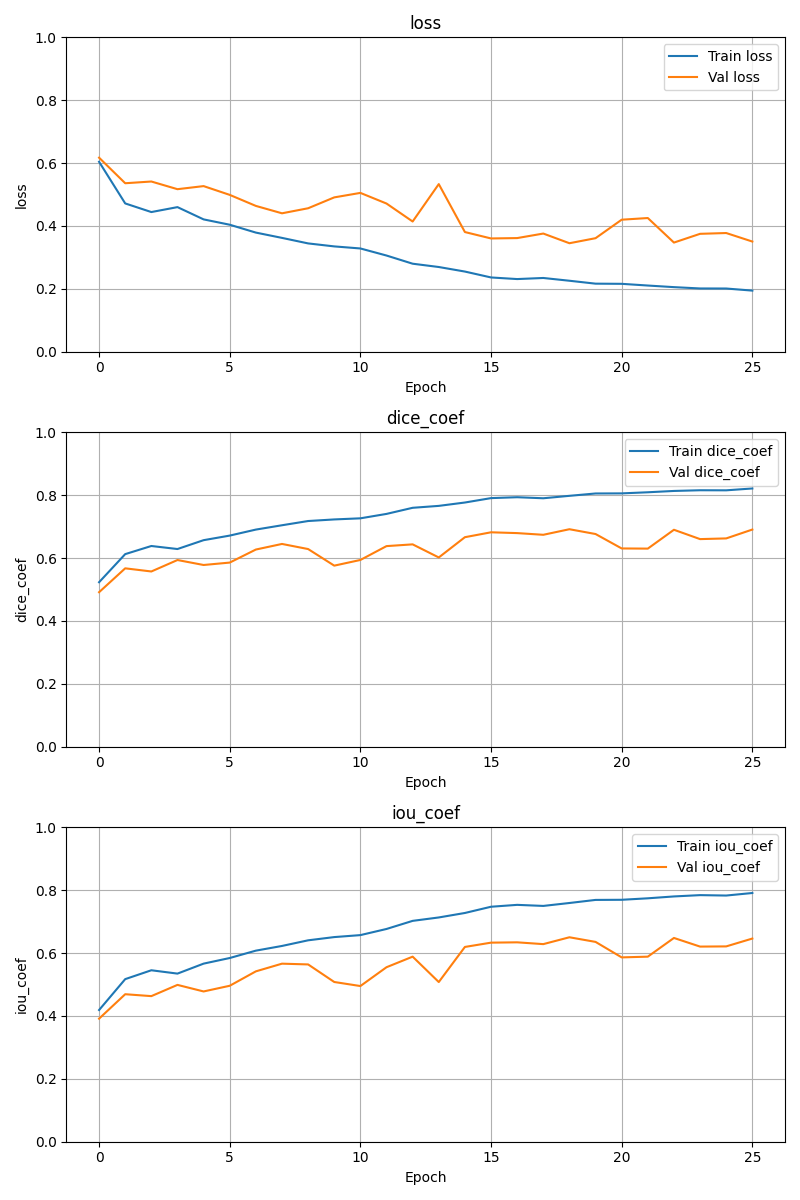 loss
1.0
0.8
0.6
0.4
0.2
0.0
loss
Train loss
Val loss
0 5 10 15 20 25
Epoch
dice_coef
1.0
0.8
0.6
0.4
0.2
0.0
dice_coef
Train dice_coef
Val dice_coef
0 5 10 15 20 25
Epoch
iou_coef
1.0
0.8
0.6
0.4
0.2
0.0
iou_coef
Train iou_coef
Val iou_coef
0 5 10 15 20 25
Epoch